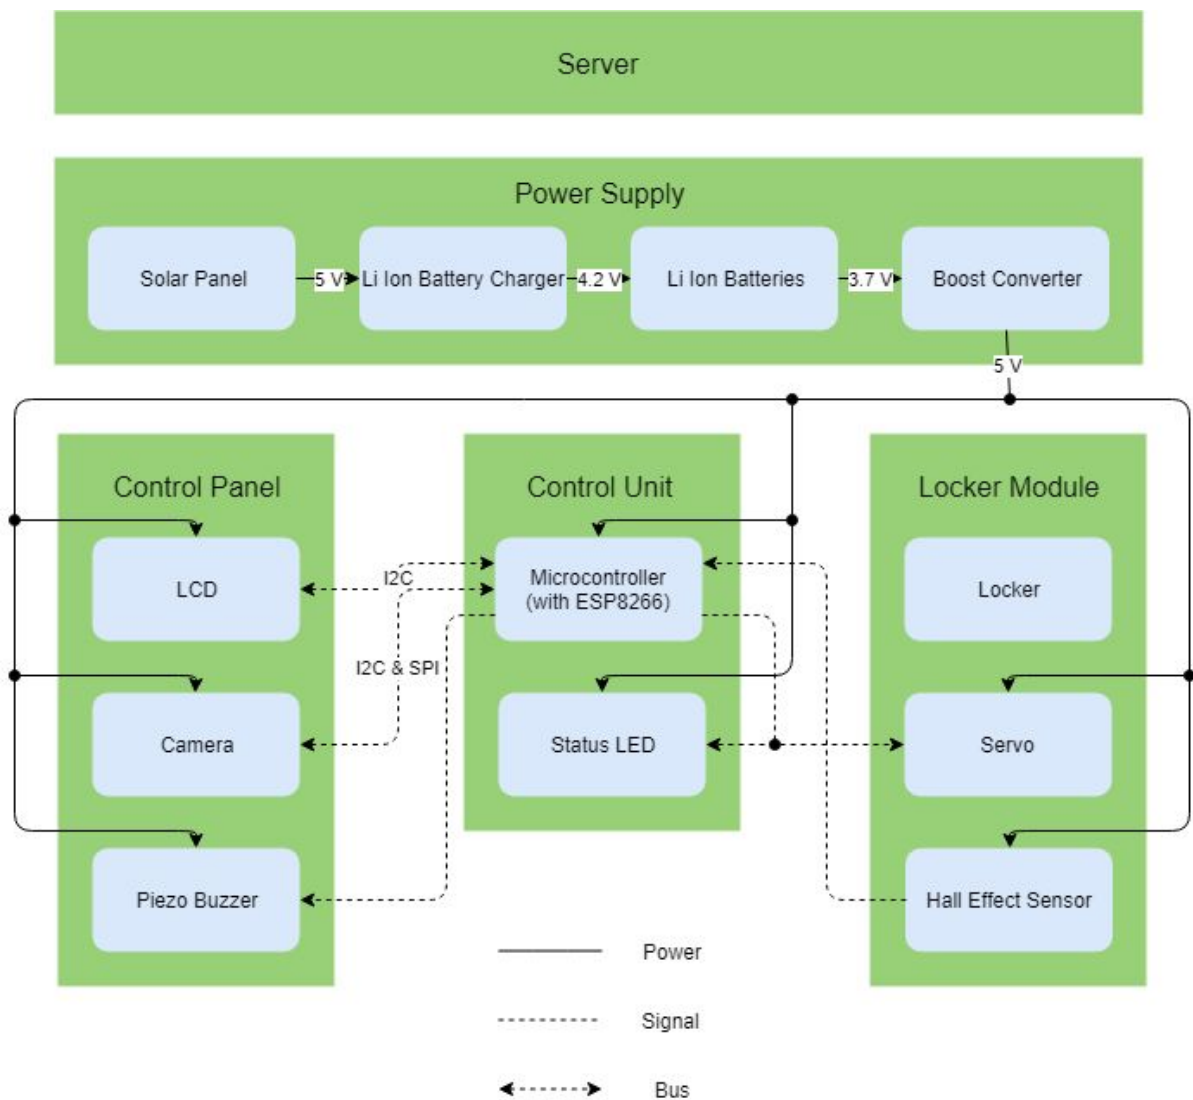 Server
Power Supply
Solar Panel
5 V
Li Ion Battery Charger
4.2 V
Li Ion Batteries
3.7 V
Boost Converter
5 V
Control Panel
Control Unit
Locker Module
LCD
I2C
Microcontroller
(with ESP8266)
Locker
I2C & SPI
Camera
Status LED
Servo
Piezo Buzzer
Hall Effect Sensor
Power
Signal
Bus